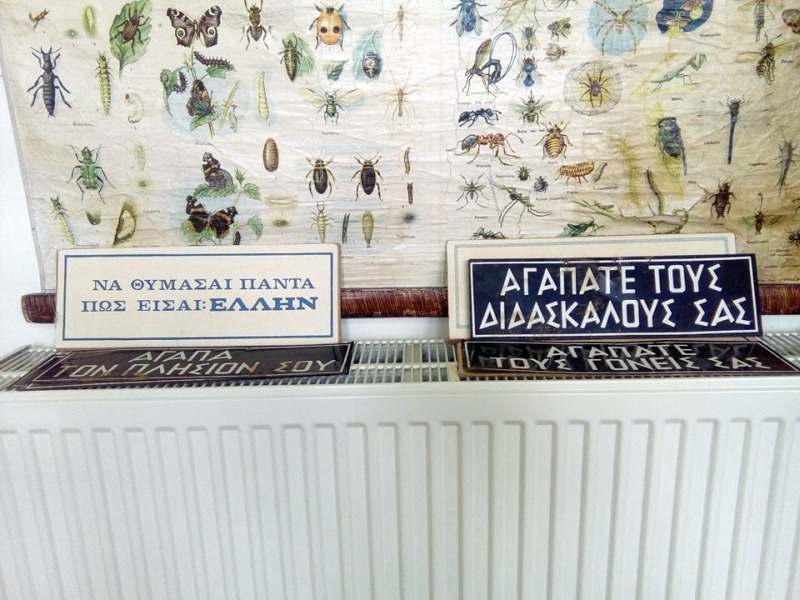 ΝΑ ΘΥΜΑΣΑΙ ΠΑΝΤΑ
ΠΩΣ ΕΙΣΑΙ: ΕΛΛΗΝ
ΑΓΑΠΑ
ΤΟΝ ΠΛΗΣΙΟΝ ΣΟΥ
ΑΓΑΠΑΤΕ ΤΟΥΣ
ΔΙΔΑΣΚΑΛΟΥΣ ΣΑΣ
ΑΓΑΠΑΤΕ
ΤΟΥΣ ΓΟΝΕΙΣ ΣΑΣ